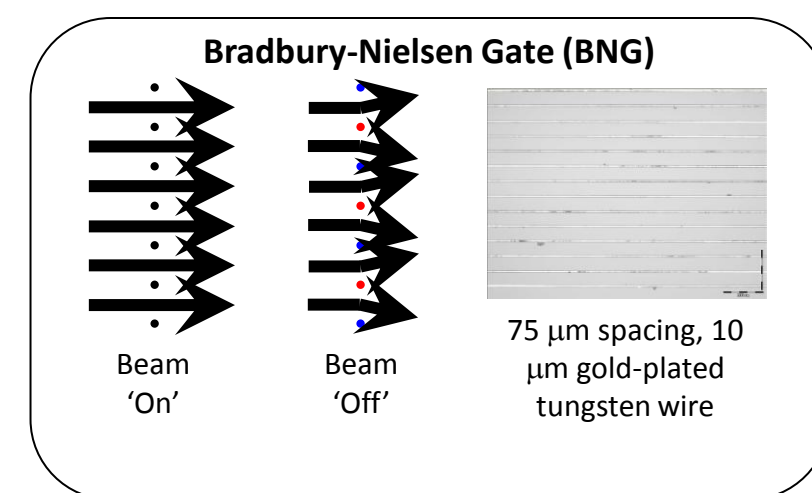 Bradbury-Nielsen Gate (BNG)
Beam
‘On’
Beam
‘Off’
75 μm spacing, 10
μm gold-plated
tungsten wire